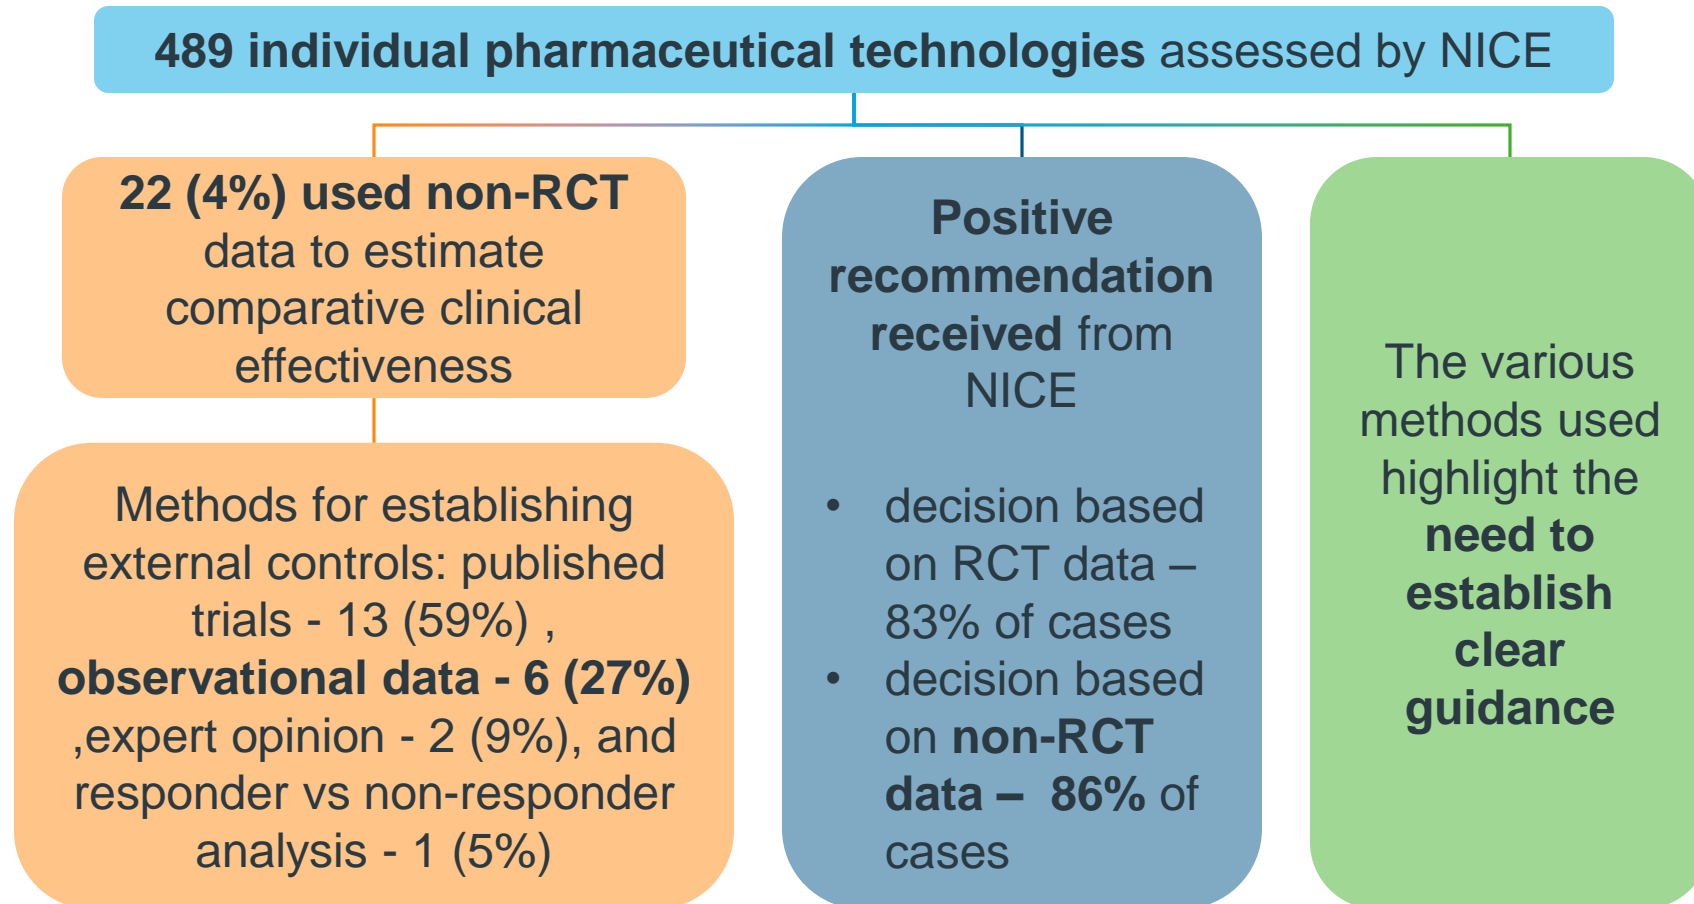 489 individual pharmaceutical technologies assessed by NICE
22 (4%) used non-RCT
data to estimate
comparative clinical
effectiveness
Methods for establishing
external controls: published
trials - 13 (59%) ,
observational data - 6 (27%)
,expert opinion - 2 (9%), and
responder vs non-responder
analysis - 1 (5%)
Positive
recommendation
received from
NICE
• decision based
on RCT data –
83% of cases
• decision based
on non-RCT
data – 86% of
cases
The various
methods used
highlight the
need to
establish
clear
guidance